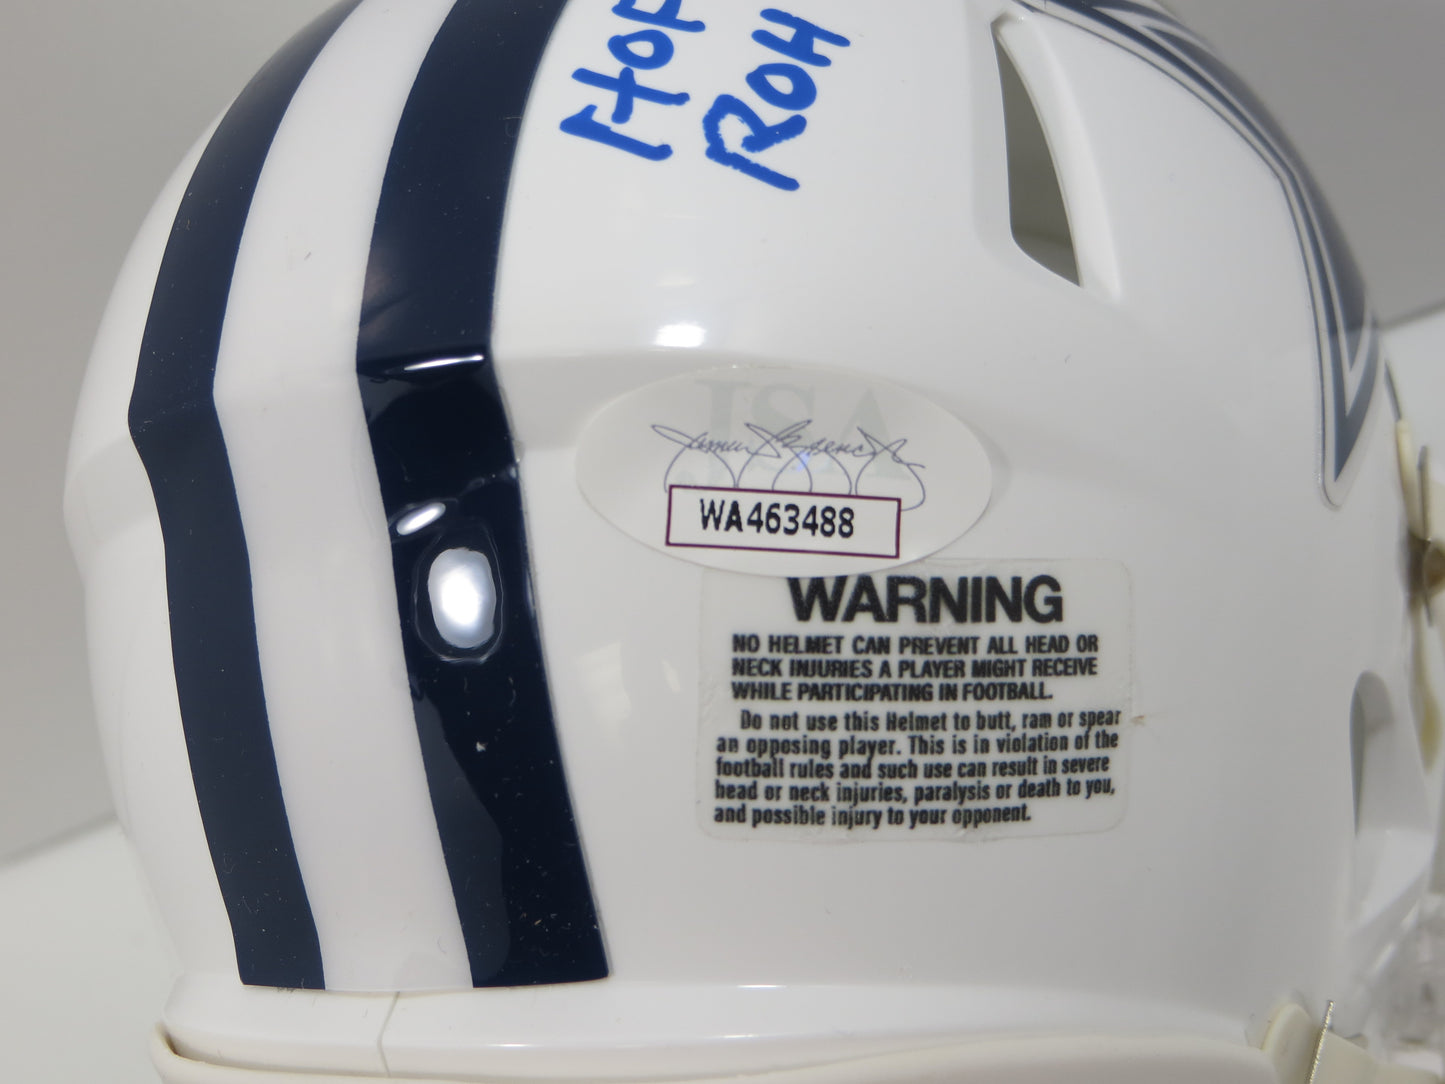 HOF
ROH
JSA
James Spence Jr
WA463488
WARNING
NO HELMET CAN PREVENT ALL HEAD OR
NECK INJURIES A PLAYER MIGHT RECEIVE
WHILE PARTICIPATING IN FOOTBALL.
Do not use this Helmet to butt, ram or spear
an opposing player. This is in violation of the
football rules and such use can result in severe
head or neck injuries, paralysis or death to you,
and possible injury to your opponent.